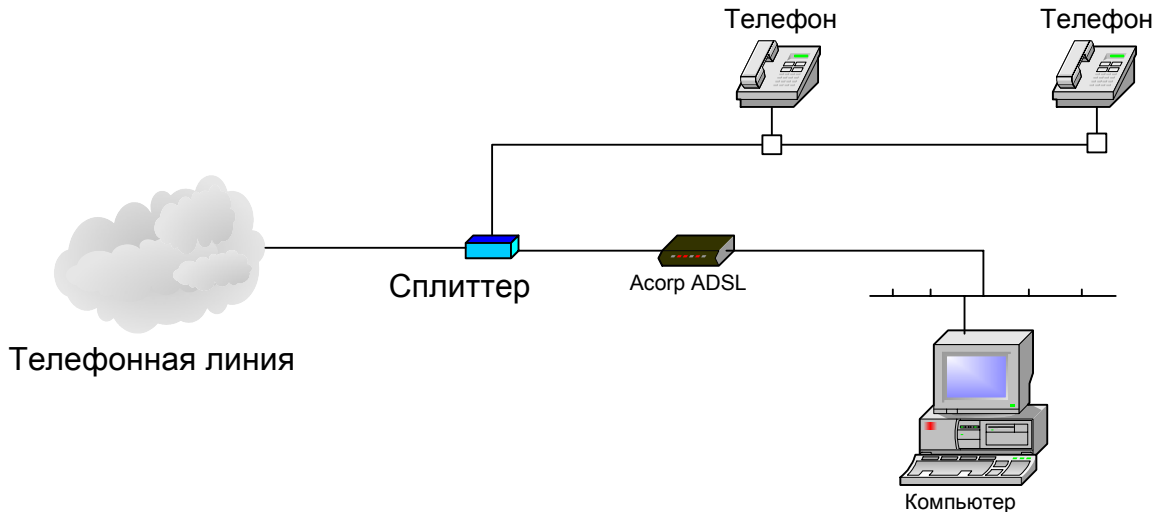 Телефон
Телефон
Сплиттер
Acorp ADSL
Телефонная линия
Компьютер